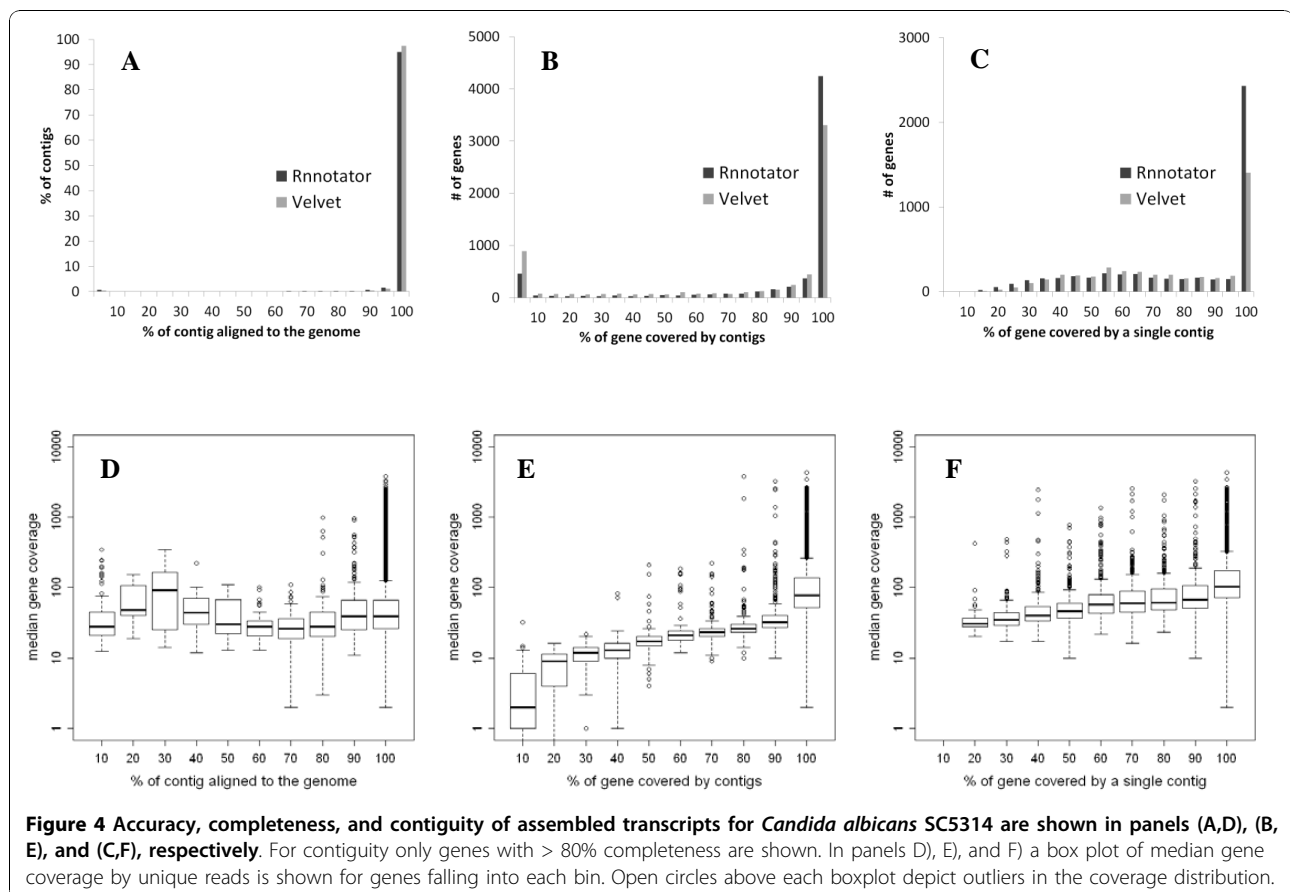 A
100
90
80
70
60
50
40
30
20
10
0
% of contigs
Rnnotator
Velvet
10 20 30 40 50 60 70 80 90 100
% of contig aligned to the genome
B
5000
4000
3000
2000
1000
0
# of genes
Rnnotator
Velvet
10 20 30 40 50 60 70 80 90 100
% of gene covered by contigs
C
3000
2000
1000
0
# of genes
Rnnotator
Velvet
10 20 30 40 50 60 70 80 90 100
% of gene covered by a single contig
D
10000
1000
100
10
1
median gene coverage
10 20 30 40 50 60 70 80 90 100
% of contig aligned to the genome
E
10000
1000
100
10
1
median gene coverage
10 20 30 40 50 60 70 80 90 100
% of gene covered by contigs
F
10000
1000
100
10
1
median gene coverage
10 20 30 40 50 60 70 80 90 100
% of gene covered by a single contig
Figure 4 Accuracy, completeness, and contiguity of assembled transcripts for Candida albicans SC5314 are shown in panels (A,D), (B,
E), and (C,F), respectively. For contiguity only genes with > 80% completeness are shown. In panels D), E), and F) a box plot of median gene
coverage by unique reads is shown for genes falling into each bin. Open circles above each boxplot depict outliers in the coverage distribution.